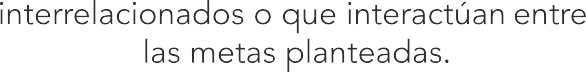 interrelacionados o que interactúan entre
las metas planteadas.